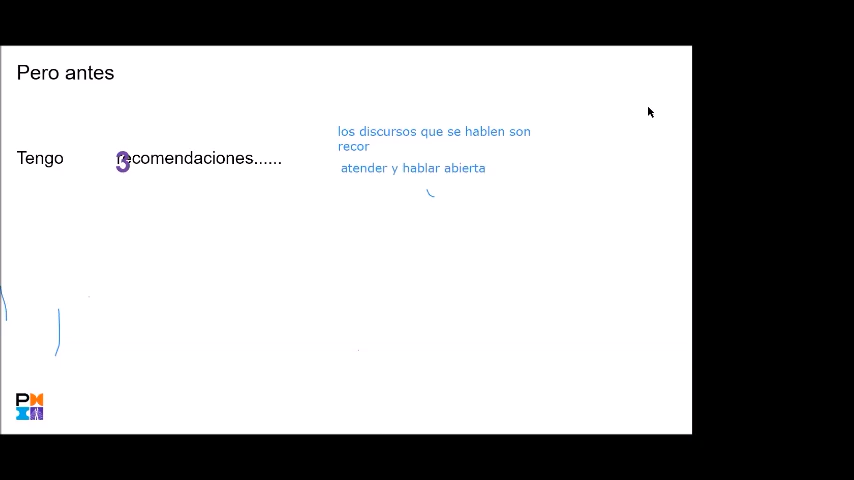 Pero antes
Tengo 3 recomendaciones......
los discursos que se hablen son
recor
atender y hablar abierta